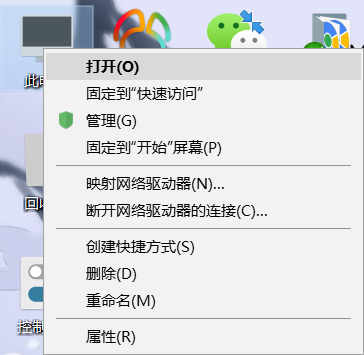 打开(O)
固定到“快速访问”
管理(G)
固定到“开始”屏幕(P)
映射网络驱动器(N)...
断开网络驱动器的连接(C)...
创建快捷方式(S)
删除(D)
重命名(M)
属性(R)
此
回
控制